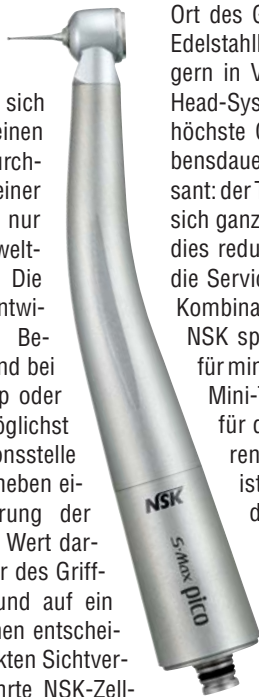 sich
einen
urch-
einer
nur
welt-
Die
ntwi-
Be-
nd bei
p oder
öglichst
onsstelle
neben ei-
rung der
Wert dar-
r des Griff-
und auf ein
nen entschei-
kten Sichtver-
hrte NSK-Zell-
NSK
S-Max pico
Ort des G
Edelstahl
gern in V
Head-Sys
höchste
bensdaue
sant: der T
sich ganz
dies redu
die Servic
Kombina
NSK sp
für min
Mini-
für d
ren
ist
d